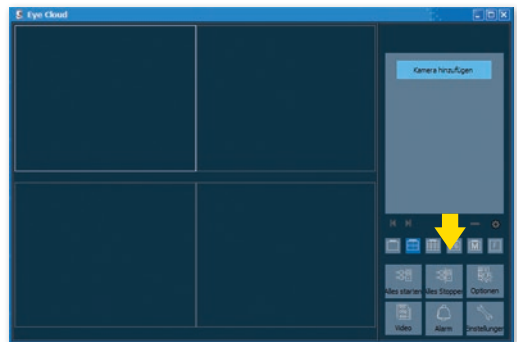 Eye Cloud
Kamera hinzufügen
Alles starten
Alles Stoppen
Optionen
Video
Alarm
Einstellungen